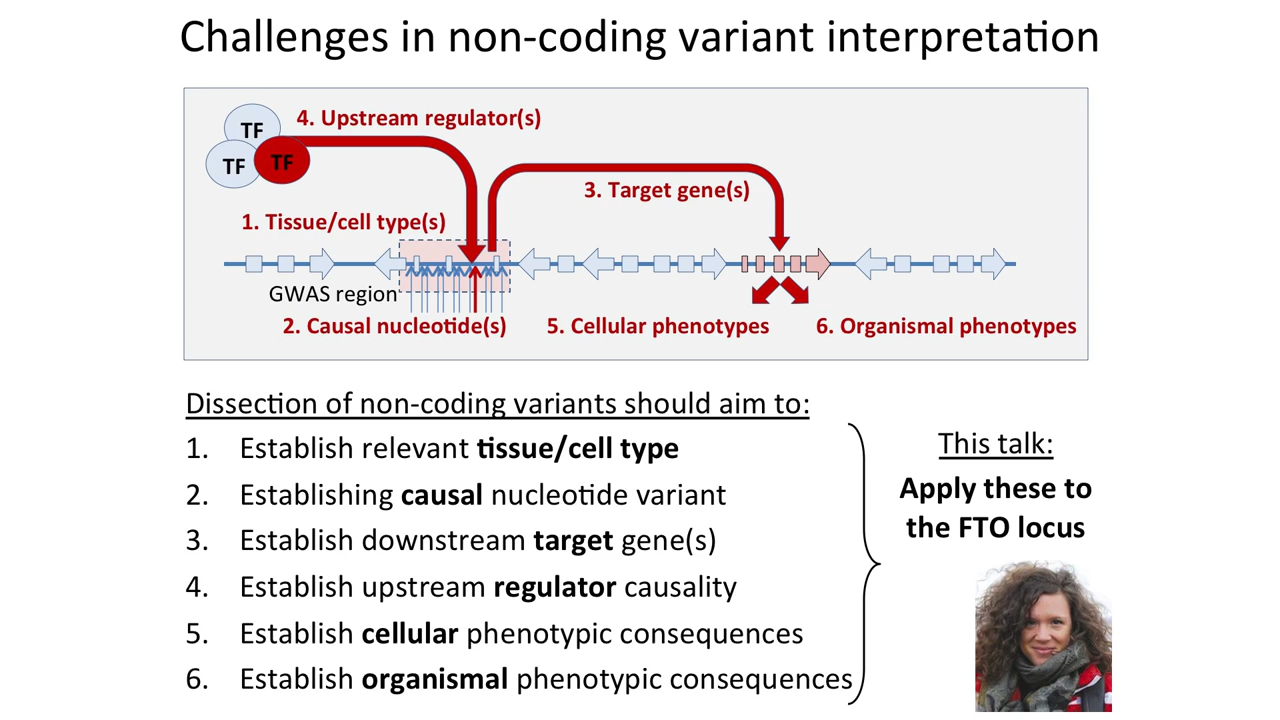 Challenges in non-coding variant interpretation
TF
TF
TF
4. Upstream regulator(s)
3. Target gene(s)
1. Tissue/cell type(s)
GWAS region
2. Causal nucleotide(s)
5. Cellular phenotypes
6. Organismal phenotypes
Dissection of non-coding variants should aim to:
1. Establish relevant tissue/cell type
2. Establishing causal nucleotide variant
3. Establish downstream target gene(s)
4. Establish upstream regulator causality
5. Establish cellular phenotypic consequences
6. Establish organismal phenotypic consequences
This talk:
Apply these to
the FTO locus